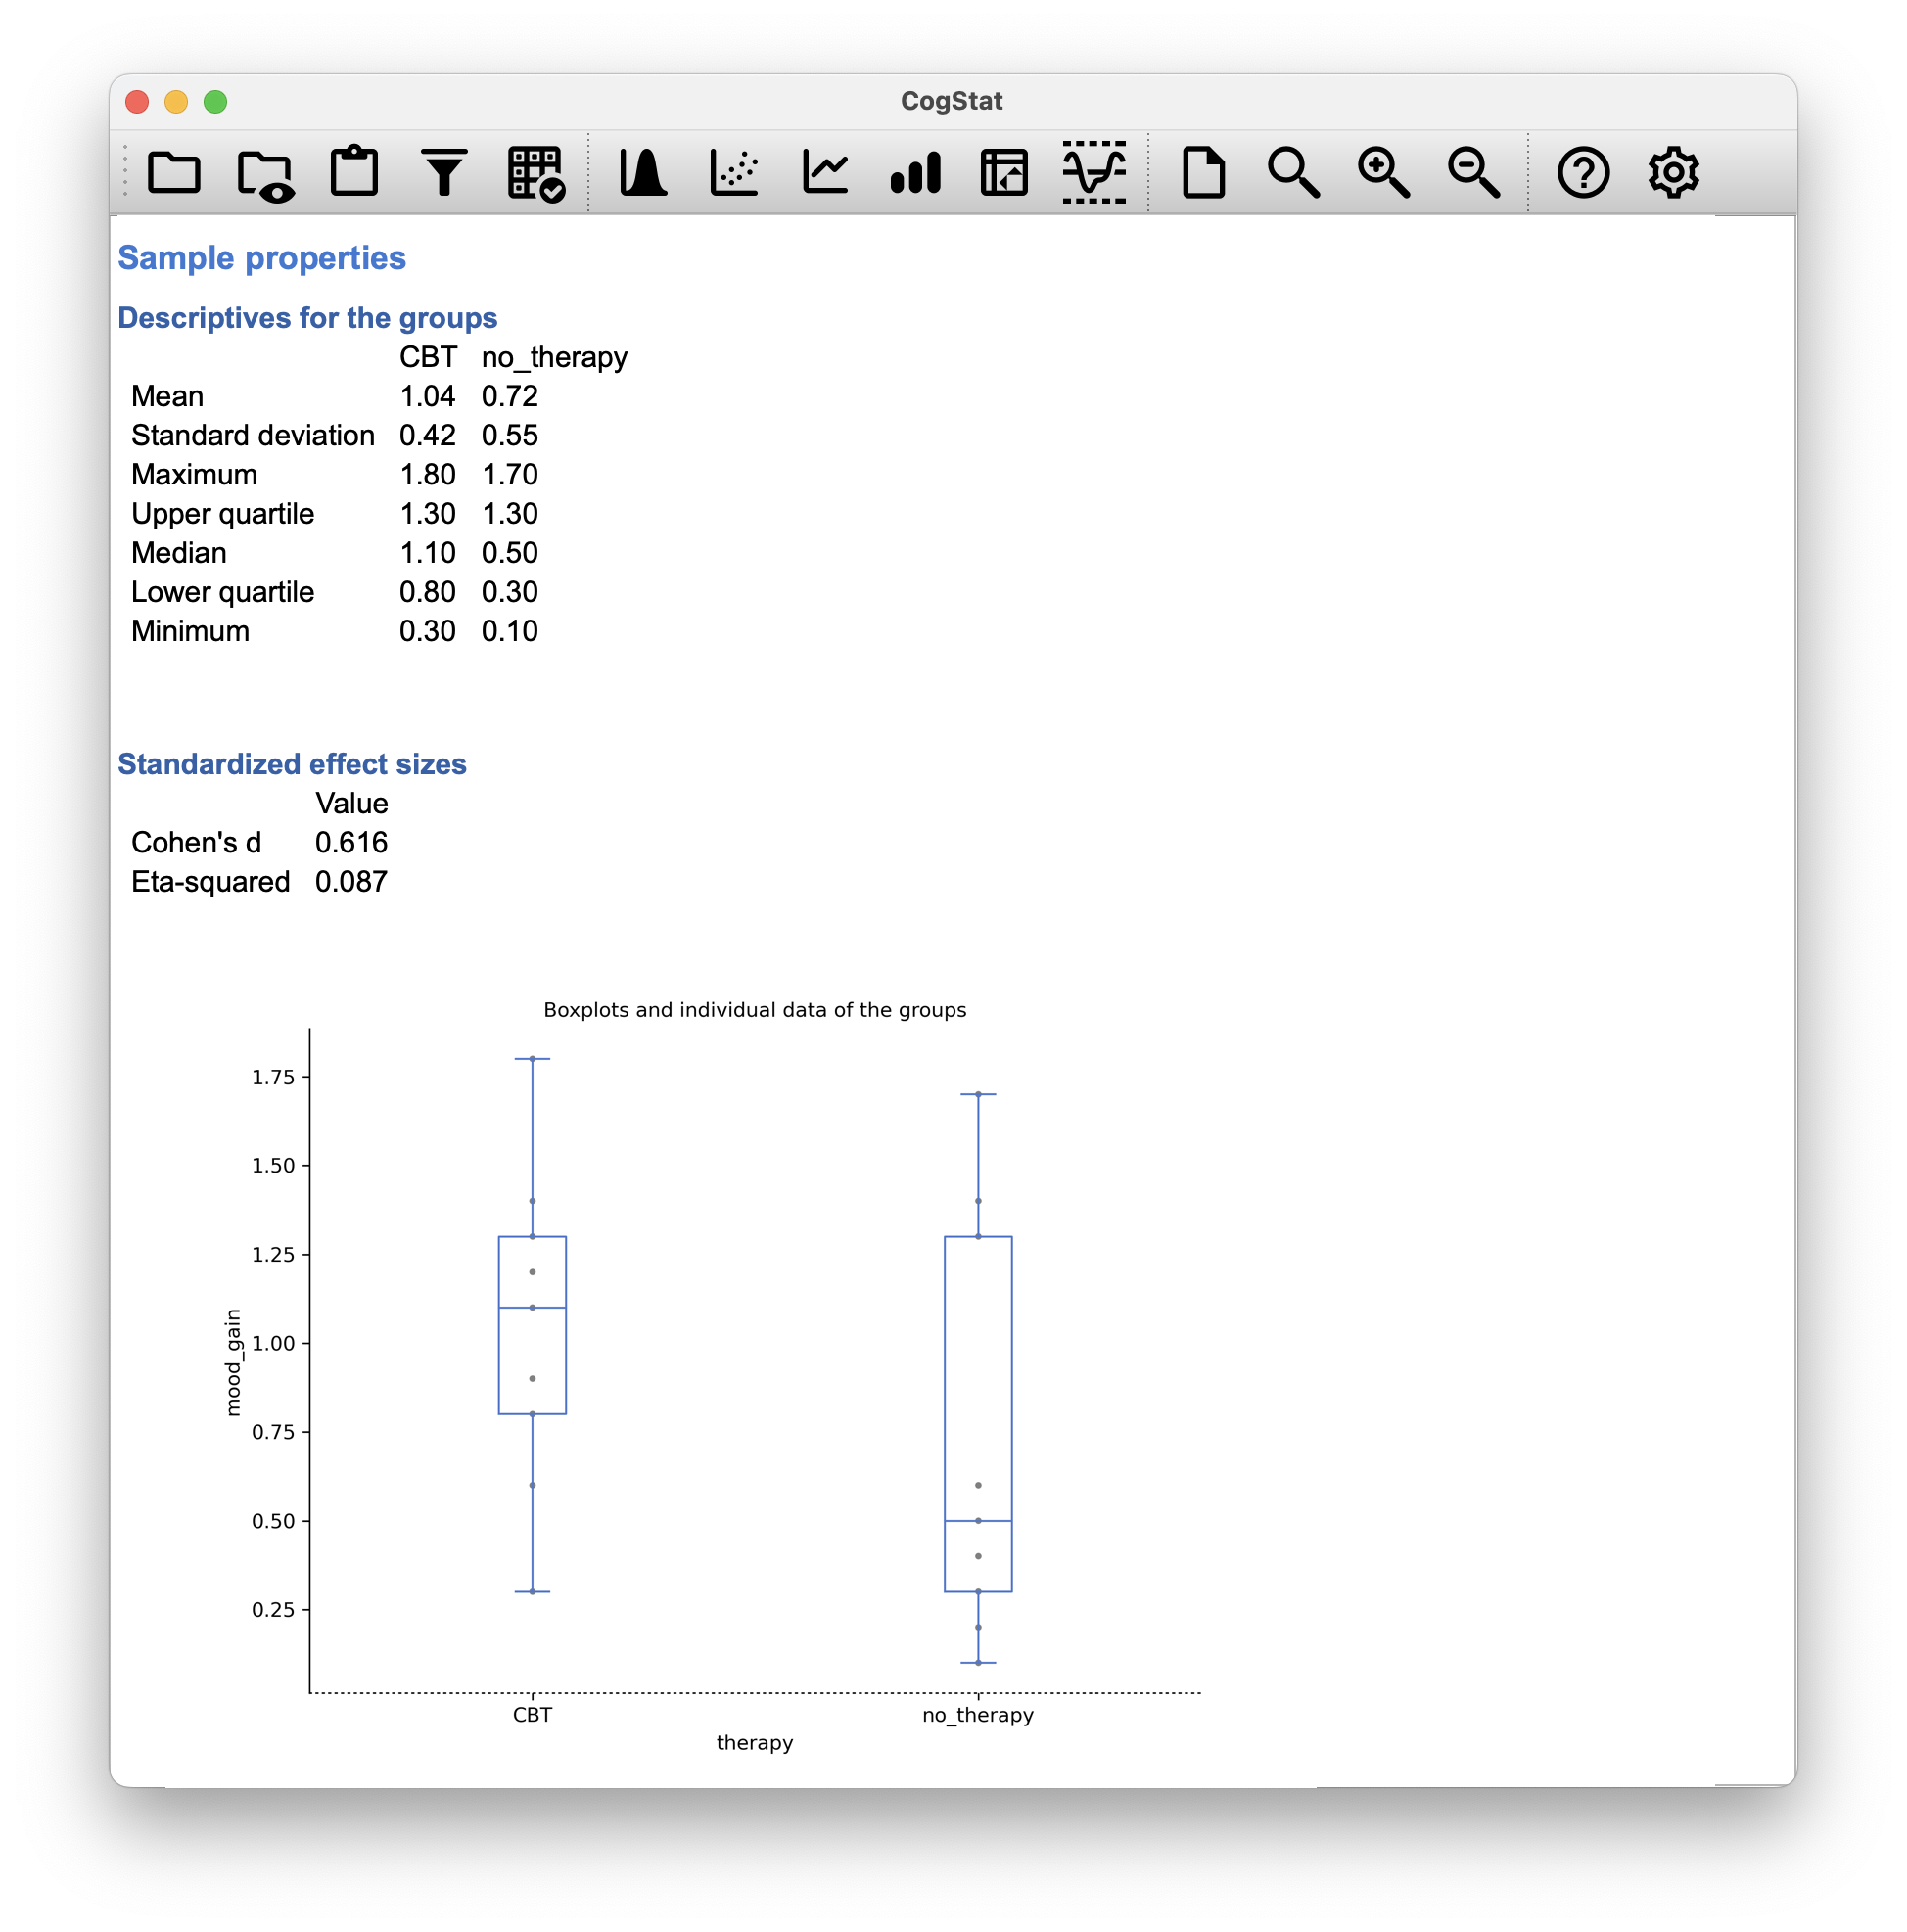 CogStat
Sample properties
Descriptives for the groups
CBT no_therapy
Mean 1.04 0.72
Standard deviation 0.42 0.55
Maximum 1.80 1.70
Upper quartile 1.30 1.30
Median 1.10 0.50
Lower quartile 0.80 0.30
Minimum 0.30 0.10
Standardized effect sizes
Value
Cohen's d 0.616
Eta-squared 0.087
Boxplots and individual data of the groups
1.75
1.50
1.25
1.00
0.75
0.50
0.25
mood_gain
CBT no_therapy
therapy